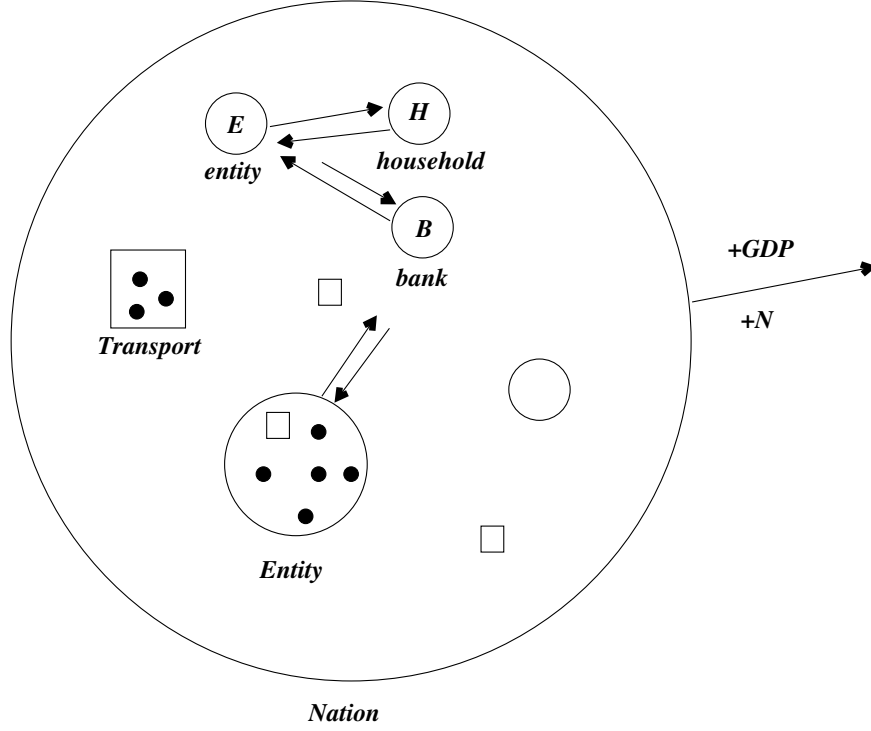 E
H
entity
household
B
bank
+GDP
+N
Transport
Entity
Nation